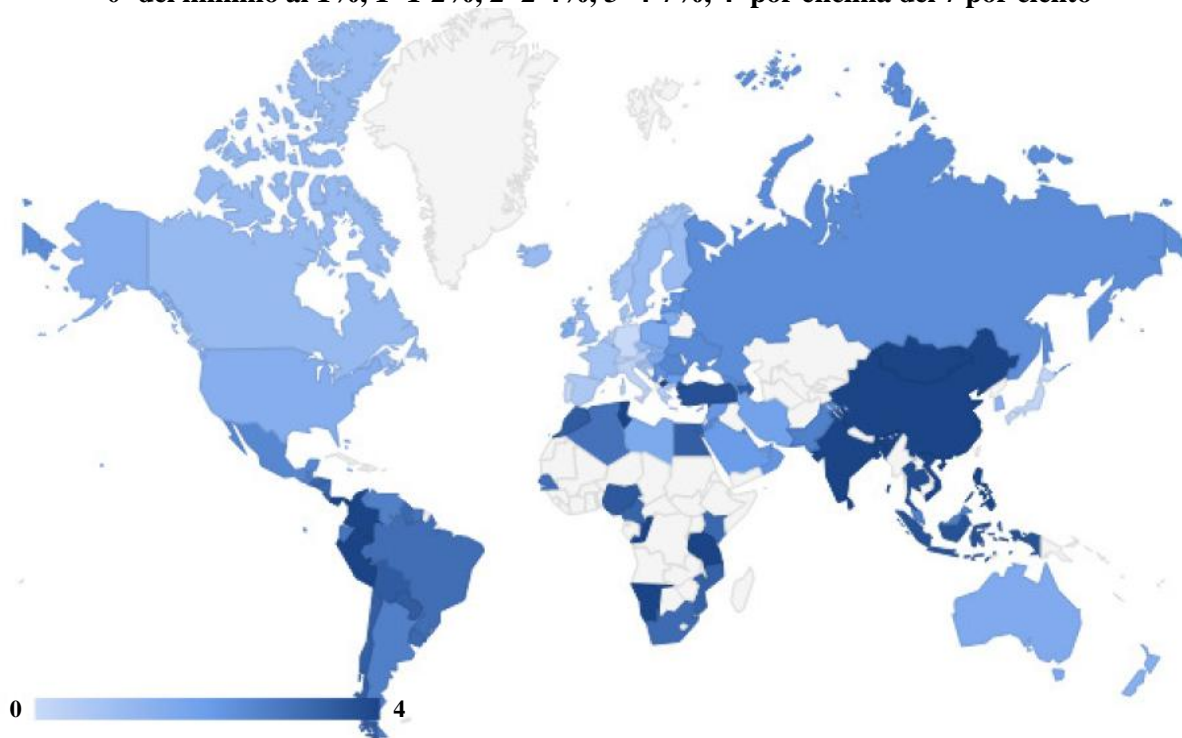 0= del mínimo al 1%, 1=1-2%, 2=2-4%, 3=4-7%, 4= por encima del 7 por ciento
0 4